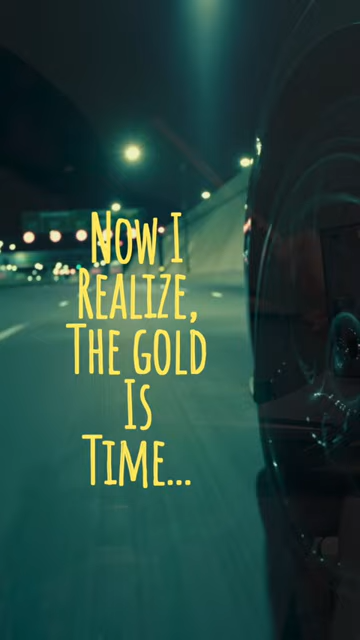 Now I
Realize,
The gold
Is
Time...